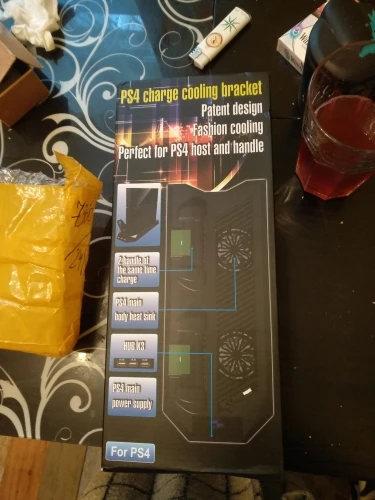 PS4 charge cooling bracket
Patent design
Fashion cooling
Perfect for PS4 host and handle
2 handle at
the same time
charge
PS4 main
body heat sink
HUB X3
PS4 main
power supply
For PS4